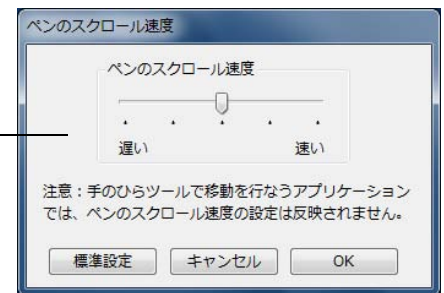 ペンのスクロール速度
ペンのスクロール速度
遅い 速い
注意:手のひらツールで移動を行なうアプリケーション
では、ペンのスクロール速度の設定は反映されません。
標準設定 キャンセル OK